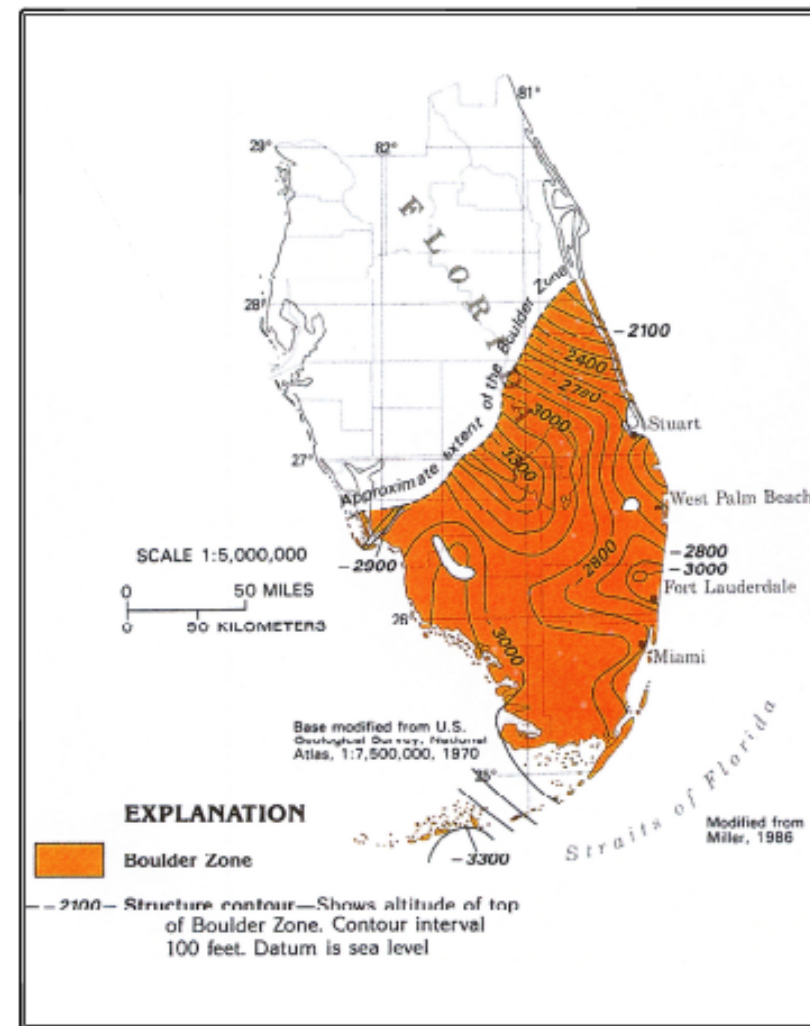 81°
29°
82°
FLORI
28°
Approximate extent of the Boulder Zone
-2100
2400
2700
3000
Stuart
27°
3300
West Palm Beach
SCALE 1:5,000,000
-2900
-2800
-2800
-3000
0 50 MILES
Fort Lauderdale
0 50 KILOMETERS
26°
3000
Miami
Base modified from U.S.
Geological Survey, National
Atlas, 1:7,500,000, 1970
25°
Straits of Florida
EXPLANATION
Modified from
Miller, 1986
Boulder Zone
-3300
-2100- Structure contour—Shows altitude of top
of Boulder Zone. Contour interval
100 feet. Datum is sea level